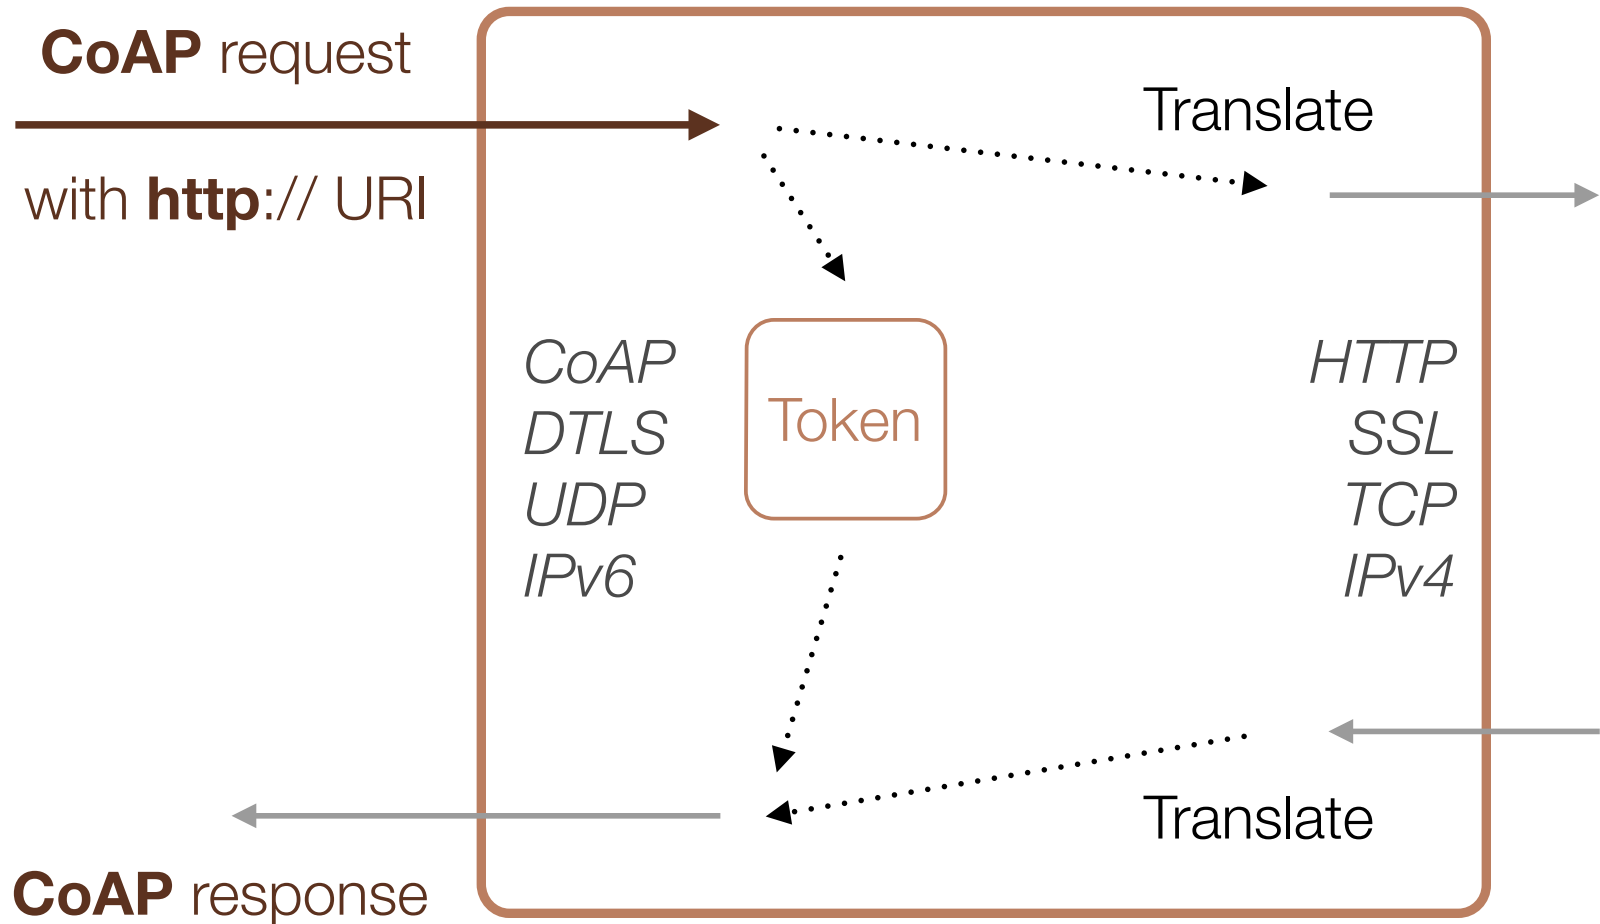 CoAP request
with http:// URI
Translate
CoAP
DTLS
UDP
IPv6
Token
HTTP
SSL
TCP
IPv4
Translate
CoAP response